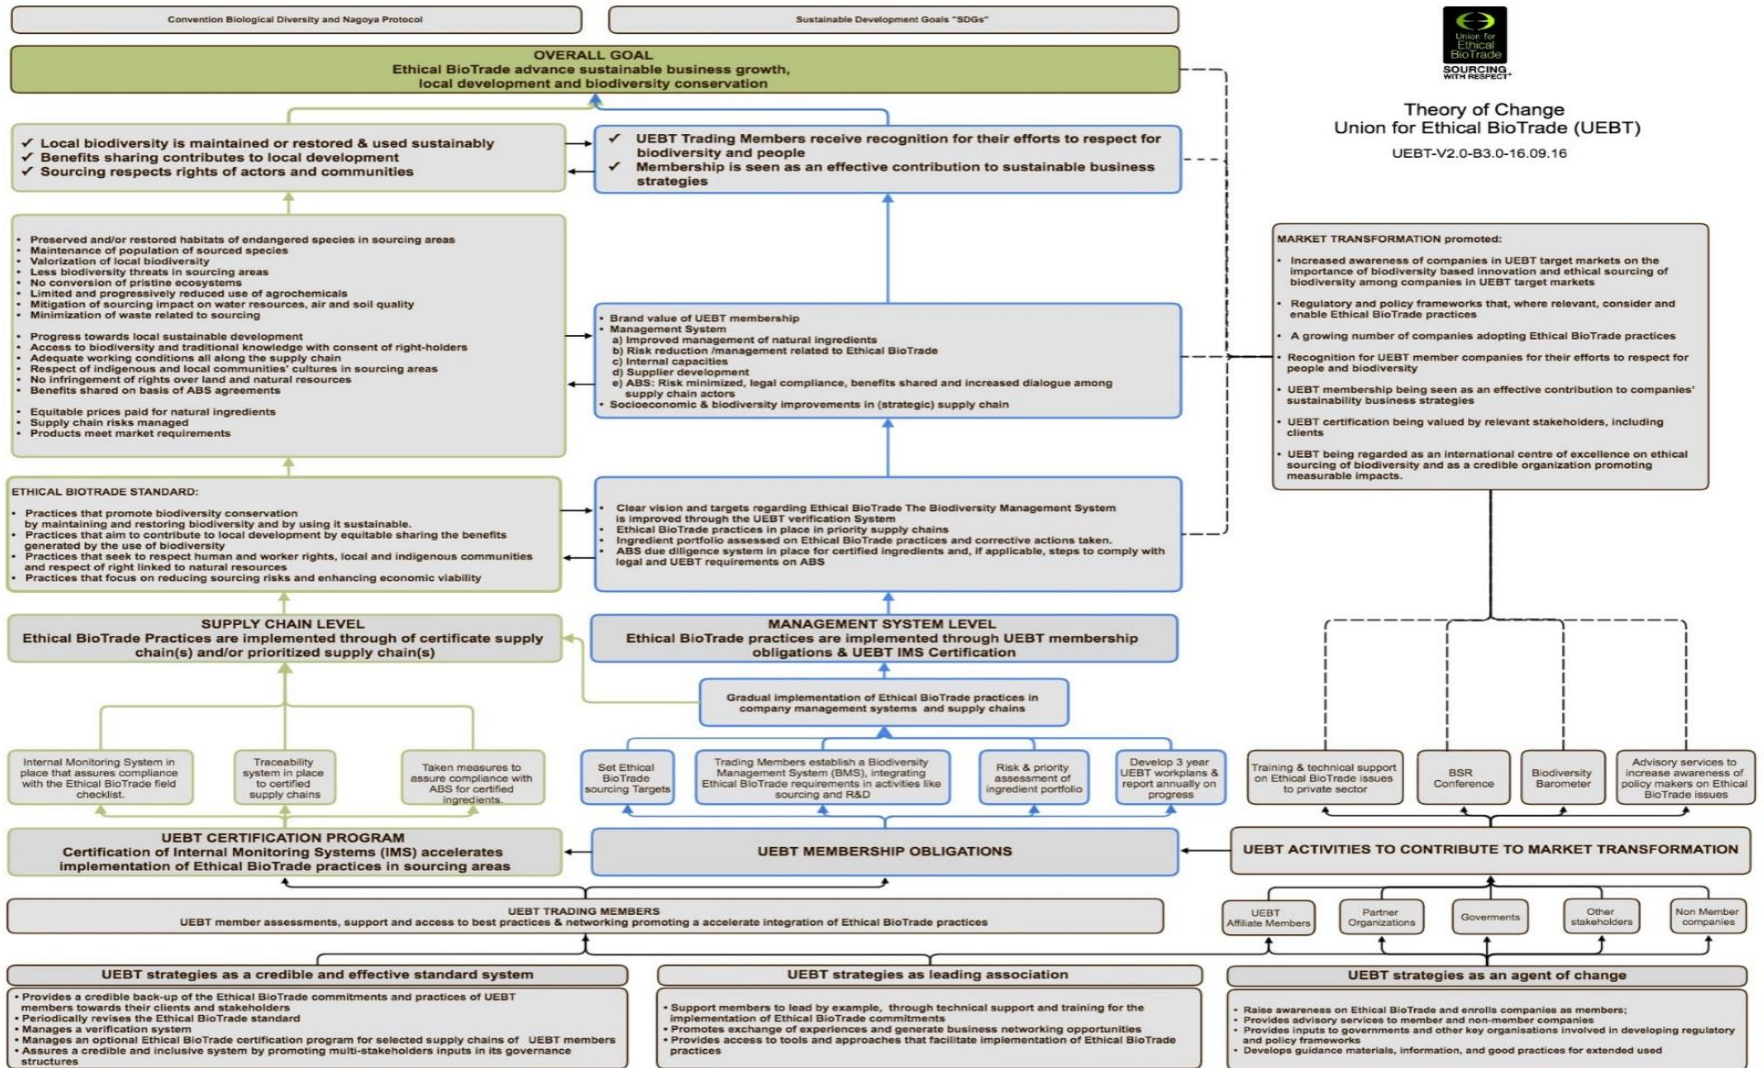 Convention Biological Diversity and Nagoya Protocol
Sustainable Development Goals "SDGs"
OVERALL GOAL
Ethical BioTrade advance sustainable business growth,
local development and biodiversity conservation
Union for
Ethical
BioTrade
SOURCING
WITH RESPECT
Theory of Change
Union for Ethical BioTrade (UEBT)
UEBT-V2.0-B3.0-16.09.16
✓ Local biodiversity is maintained or restored & used sustainably
✓ Benefits sharing contributes to local development
✓ Sourcing respects rights of actors and communities
✓ UEBT Trading Members receive recognition for their efforts to respect for
biodiversity and people
✓ Membership is seen as an effective contribution to sustainable business
strategies
• Preserved and/or restored habitats of endangered species in sourcing areas
• Maintenance of population of sourced species
• Valorization of local biodiversity
• Less biodiversity threats in sourcing areas
• No conversion of pristine ecosystems
• Limited and progressively reduced use of agrochemicals
• Mitigation of sourcing impact on water resources, air and soil quality
• Minimization of waste related to sourcing
• Progress towards local sustainable development
• Access to biodiversity and traditional knowledge with consent of right-holders
• Adequate working conditions all along the supply chain
• Respect of indigenous and local communities' cultures in sourcing areas
• No infringement of rights over land and natural resources
• Benefits shared on basis of ABS agreements
• Equitable prices paid for natural ingredients
• Supply chain risks managed
• Products meet market requirements
• Brand value of UEBT membership
• Management System
a) Improved management of natural ingredients
b) Risk reduction /management related to Ethical BioTrade
c) Internal capacities
d) Supplier development
e) ABS: Risk minimized, legal compliance, benefits shared and increased dialogue among
supply chain actors
• Socioeconomic & biodiversity improvements in (strategic) supply chain
MARKET TRANSFORMATION promoted:
• Increased awareness of companies in UEBT target markets on the
importance of biodiversity based innovation and ethical sourcing of
biodiversity among companies in UEBT target markets
• Regulatory and policy frameworks that, where relevant, consider and
enable Ethical BioTrade practices
• A growing number of companies adopting Ethical BioTrade practices
• Recognition for UEBT member companies for their efforts to respect for
people and biodiversity
• UEBT membership being seen as an effective contribution to companies'
sustainability business strategies
• UEBT certification being valued by relevant stakeholders, including
clients
• UEBT being regarded as an international centre of excellence on ethical
sourcing of biodiversity and as a credible organization promoting
measurable impacts.
ETHICAL BIOTRADE STANDARD:
• Practices that promote biodiversity conservation
by maintaining and restoring biodiversity and by using it sustainable.
• Practices that aim to contribute to local development by equitable sharing the benefits
generated by the use of biodiversity
• Practices that seek to respect human and worker rights, local and indigenous communities
and respect of right linked to natural resources
• Practices that focus on reducing sourcing risks and enhancing economic viability
• Clear vision and targets regarding Ethical BioTrade The Biodiversity Management System
is improved through the UEBT verification System
• Ethical BioTrade practices in place in priority supply chains
• Ingredient portfolio assessed on Ethical BioTrade practices and corrective actions taken.
• ABS due diligence system in place for certified ingredients and, if applicable, steps to comply with
legal and UEBT requirements on ABS
SUPPLY CHAIN LEVEL
Ethical BioTrade Practices are implemented through of certificate supply
chain(s) and/or prioritized supply chain(s)
MANAGEMENT SYSTEM LEVEL
Ethical BioTrade practices are implemented through UEBT membership
obligations & UEBT IMS Certification
Gradual implementation of Ethical BioTrade practices in
company management systems and supply chains
Internal Monitoring System in
place that assures compliance
with the Ethical BioTrade field
checklist.
Traceability
system in place
to certified
supply chains
Taken measures to
assure compliance with
ABS for certified
ingredients.
Set Ethical
BioTrade
sourcing Targets
Trading Members establish a Biodiversity
Management System (BMS), integrating
Ethical BioTrade requirements in activities like
sourcing and R&D
Risk & priority
assessment of
ingredient portfolio
Develop 3 year
UEBT workplans &
report annually on
progress
Training & technical support
on Ethical BioTrade issues
to private sector
BSR
Conference
Biodiversity
Barometer
Advisory services to
increase awareness of
policy makers on Ethical
BioTrade issues
UEBT CERTIFICATION PROGRAM
Certification of Internal Monitoring Systems (IMS) accelerates
implementation of Ethical BioTrade practices in sourcing areas
UEBT MEMBERSHIP OBLIGATIONS
UEBT ACTIVITIES TO CONTRIBUTE TO MARKET TRANSFORMATION
UEBT TRADING MEMBERS
UEBT member assessments, support and access to best practices & networking promoting a accelerate integration of Ethical BioTrade practices
UEBT
Affiliate Members
Partner
Organizations
Goverments
Other
stakeholders
Non Member
companies
UEBT strategies as a credible and effective standard system
• Provides a credible back-up of the Ethical BioTrade commitments and practices of UEBT
members towards their clients and stakeholders
• Periodically revises the Ethical BioTrade standard
• Manages a verification system
• Manages an optional Ethical BioTrade certification program for selected supply chains of UEBT members
• Assures a credible and inclusive system by promoting multi-stakeholders inputs in its governance
structures
UEBT strategies as leading association
• Support members to lead by example, through technical support and training for the
implementation of Ethical BioTrade commitments
• Promotes exchange of experiences and generate business networking opportunities
• Provides access to tools and approaches that facilitate implementation of Ethical BioTrade
practices
UEBT strategies as an agent of change
• Raise awareness on Ethical BioTrade and enrolls companies as members;
• Provides advisory services to member and non-member companies
• Provides inputs to governments and other key organisations involved in developing regulatory
and policy frameworks
• Develops guidance materials, information, and good practices for extended used